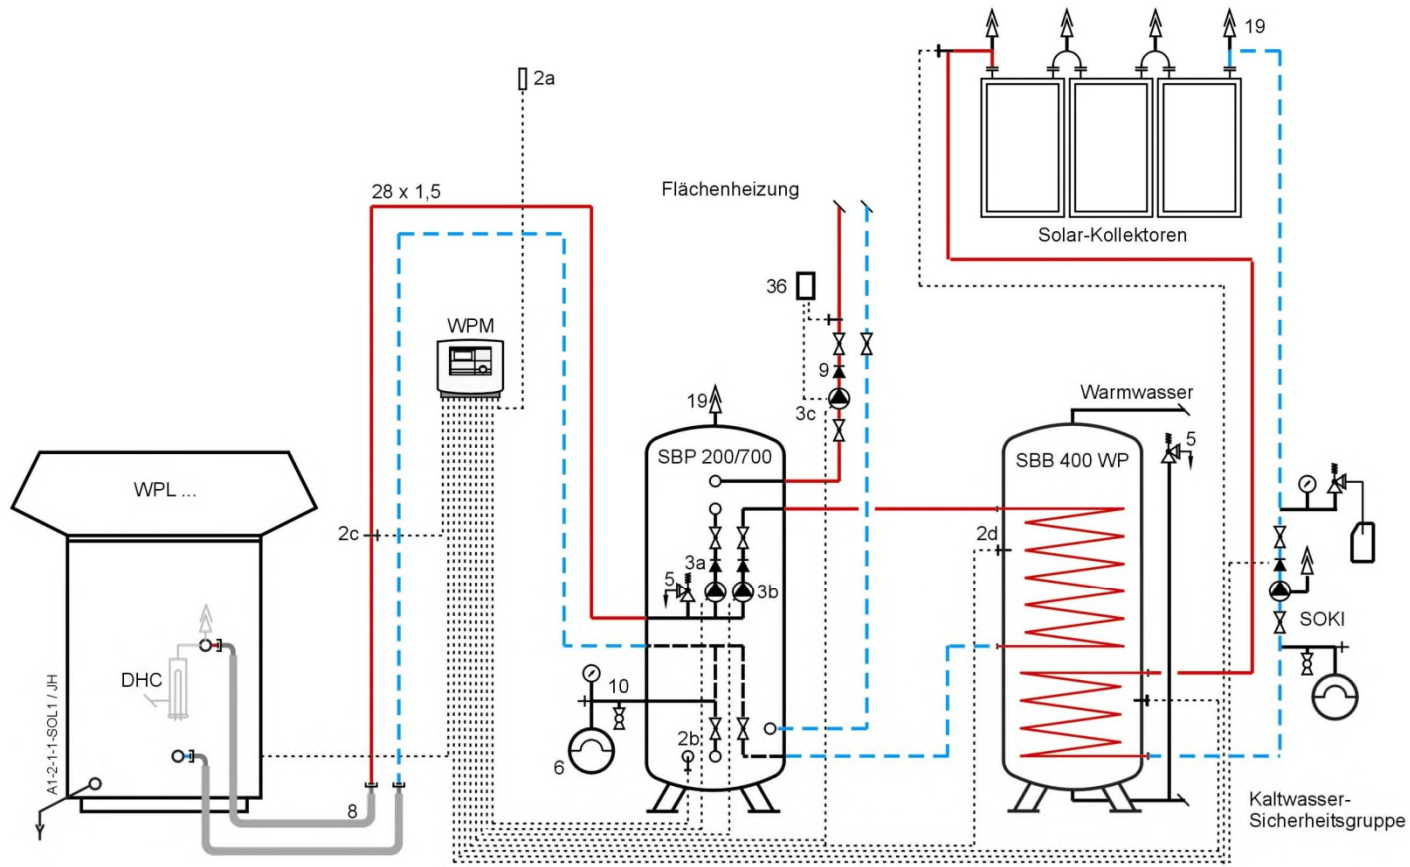 19
2a
28 x 1,5
Flächenheizung
Solar-Kollektoren
36
WPM
9
19
3c
Warmwasser
5
SBP 200/700
SBB 400 WP
WPL ...
2c
2d
3a
5
3b
SOKI
DHC
10
2b
6
8
A1-2-1-1-SOL1 / JH
Kaltwasser-
Sicherheitsgruppe